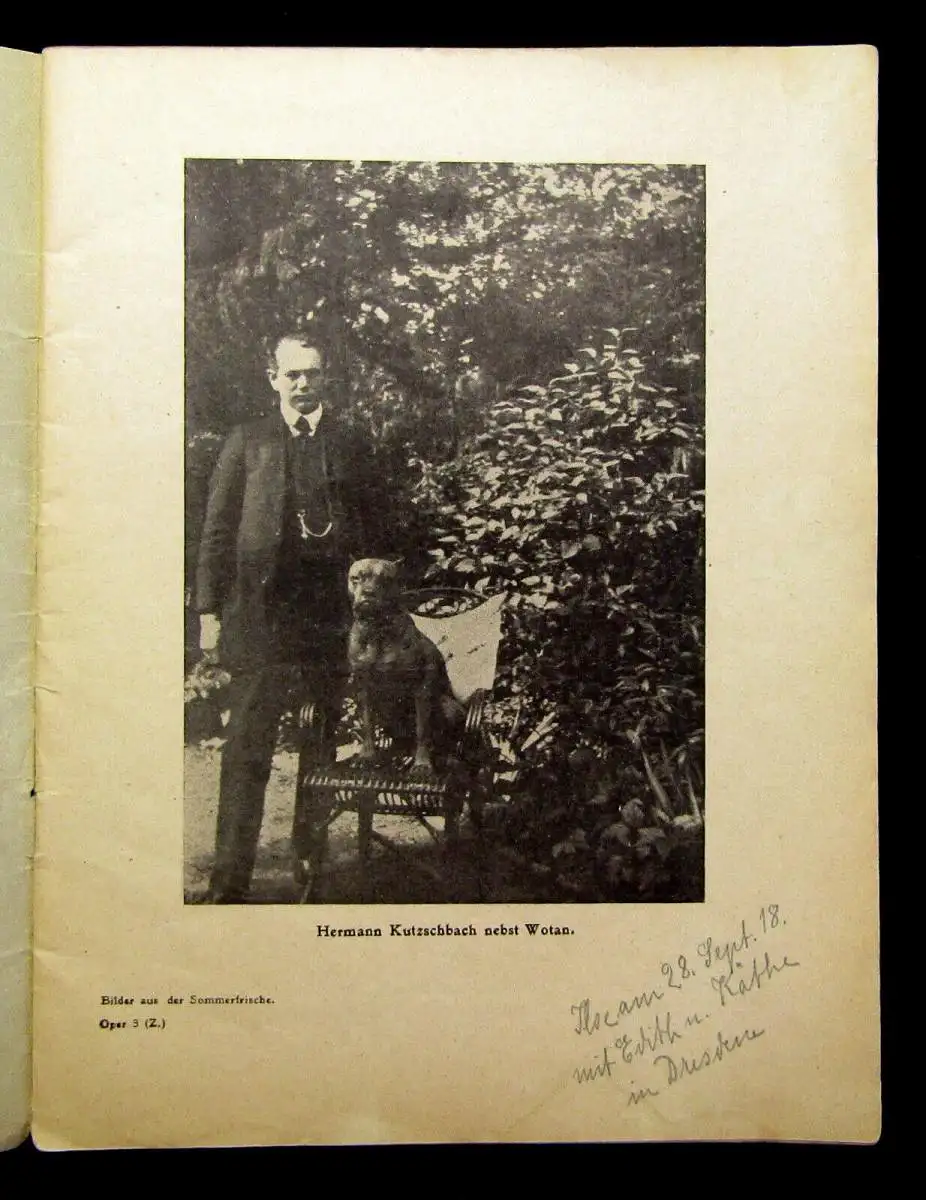 Hermann Kutzschbach nebst Wotan.
Bilder aus der Sommerfrische.
Oper 3 (Z.)
Ilse am 28. Sept. 18.
mit Edith u. Käthe
in Dresden